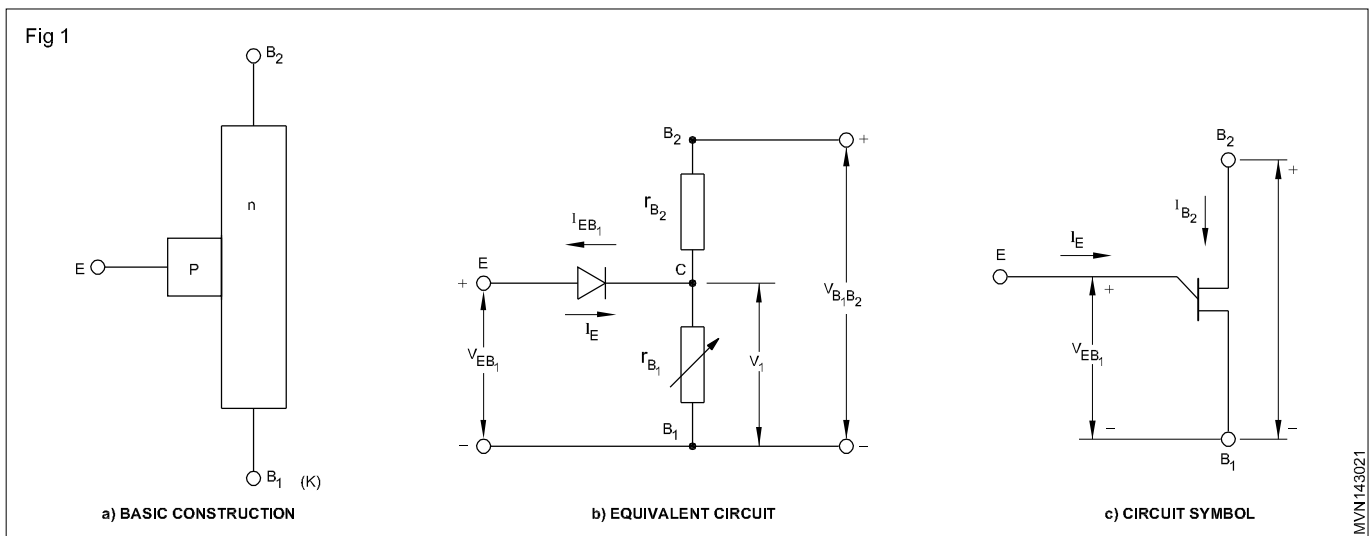 Fig 1
B2
n
E
P
B1 (K)
a) BASIC CONSTRUCTION
B2
+
rB2
IEB1
+
E
C
IE
VEB1
rB1
V1
VB1B2
B1
–
–
b) EQUIVALENT CIRCUIT
B2
+
IB2
IE
E
+
VEB1
–
–
B1
c) CIRCUIT SYMBOL
MVN143021